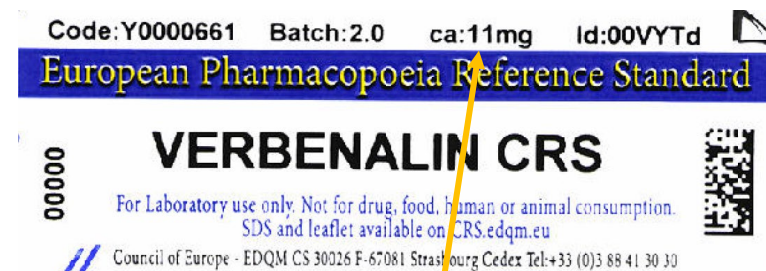 Code:Y0000661 Batch:2.0 ca:11mg Id:00VYTd
European Pharmacopoeia Reference Standard
00000
VERBENALIN CRS
For Laboratory use only. Not for drug, food, human or animal consumption.
SDS and leaflet available on CRS.edqm.eu
Council of Europe - EDQM CS 30026 F-67081 Strasbourg Cedex Tel:+33 (0)3 88 41 30 30